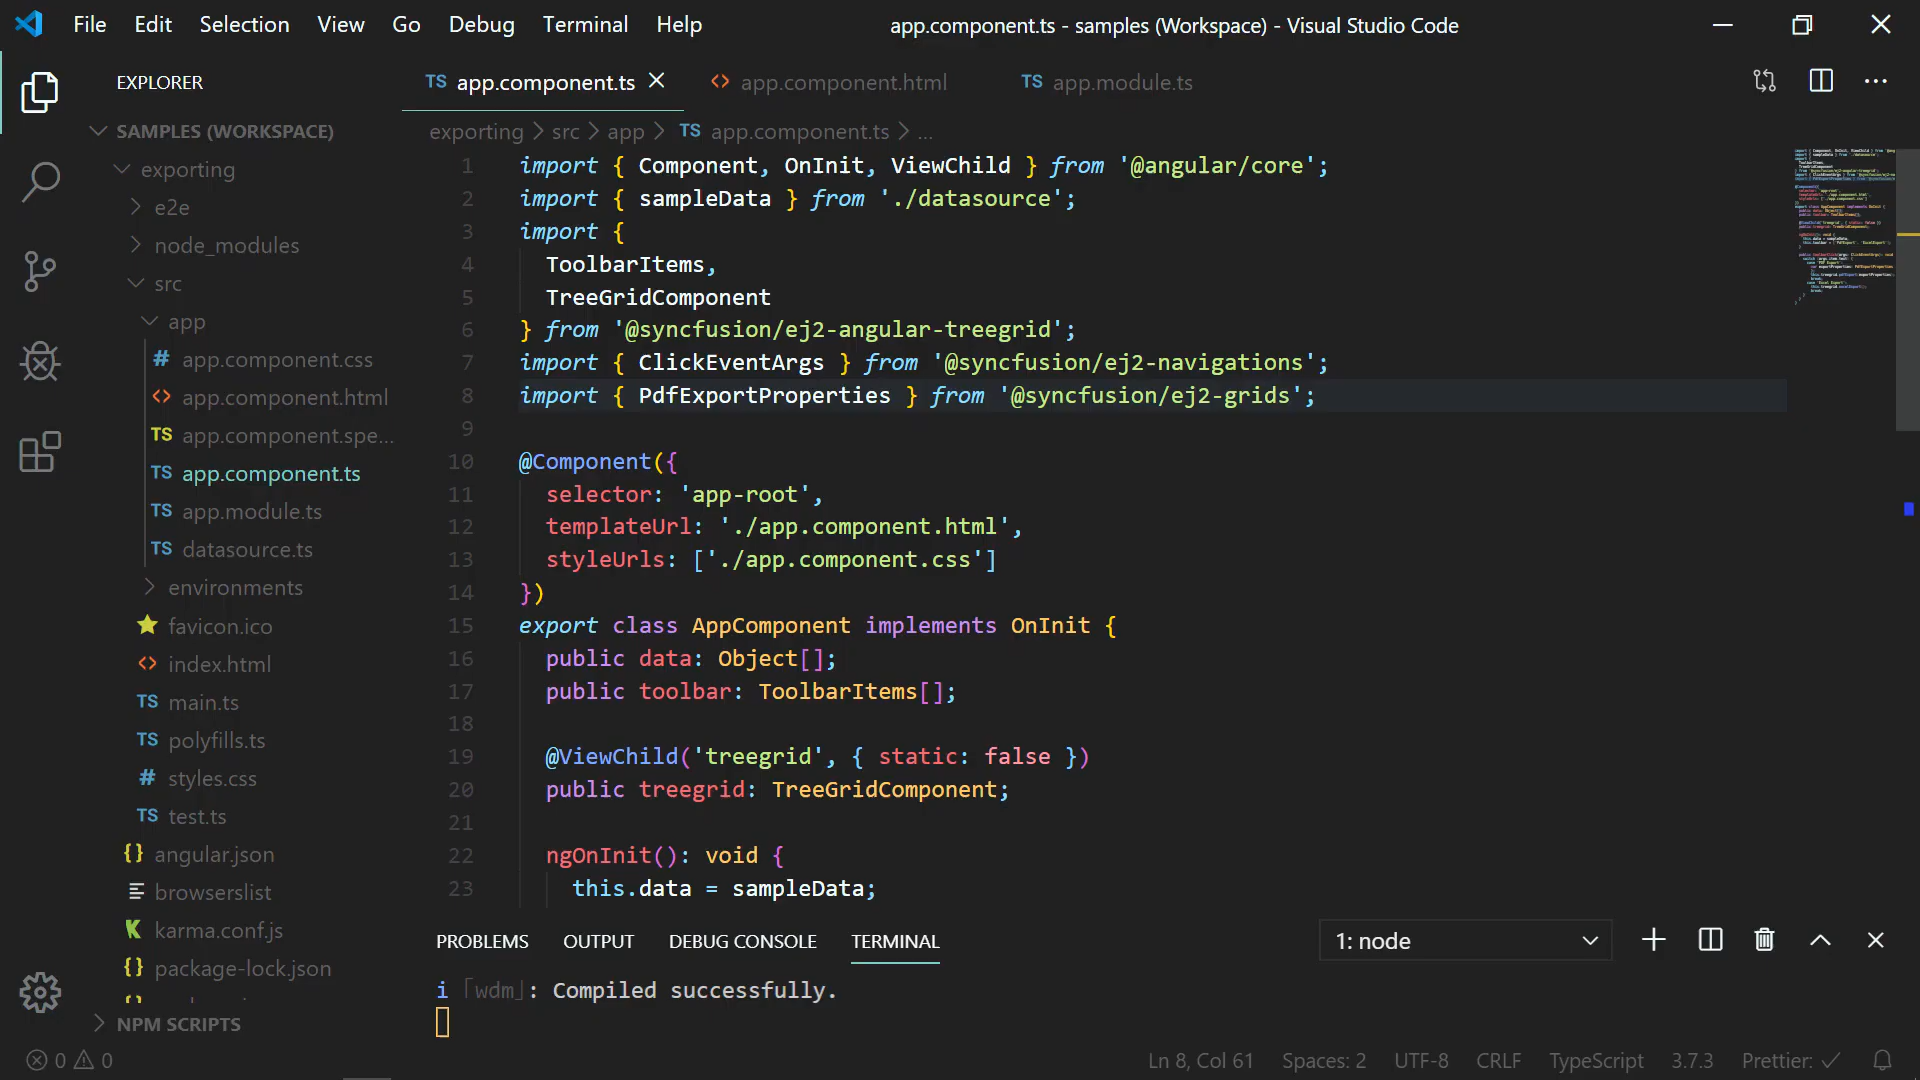 File Edit Selection View Go Debug Terminal Help
app.component.ts - samples (Workspace) - Visual Studio Code
EXPLORER
SAMPLES (WORKSPACE)
exporting
e2e
node_modules
src
app
# app.component.css
<> app.component.html
TS app.component.spe...
TS app.component.ts
TS app.module.ts
TS datasource.ts
environments
favicon.ico
<> index.html
TS main.ts
TS polyfills.ts
# styles.css
TS test.ts
{} angular.json
browserslist
K karma.conf.js
{} package-lock.json
NPM SCRIPTS
TS app.component.ts <> app.component.html TS app.module.ts
exporting > src > app > TS app.component.ts > ...
1 import { Component, OnInit, ViewChild } from '@angular/core';
2 import { sampleData } from './datasource';
3 import {
4 ToolbarItems,
5 TreeGridComponent
6 } from '@syncfusion/ej2-angular-treegrid';
7 import { ClickEventArgs } from '@syncfusion/ej2-navigations';
8 import { PdfExportProperties } from '@syncfusion/ej2-grids';
9
10 @Component({
11 selector: 'app-root',
12 templateUrl: './app.component.html',
13 styleUrls: ['./app.component.css']
14 })
15 export class AppComponent implements OnInit {
16 public data: Object[];
17 public toolbar: ToolbarItems[];
18
19 @ViewChild('treegrid', { static: false })
20 public treegrid: TreeGridComponent;
21
22 ngOnInit(): void {
23 this.data = sampleData;
PROBLEMS OUTPUT DEBUG CONSOLE TERMINAL
1: node
i ｢wdm｣: Compiled successfully.
0 0
Ln 8, Col 61 Spaces: 2 UTF-8 CRLF TypeScript 3.7.3 Prettier: ✓